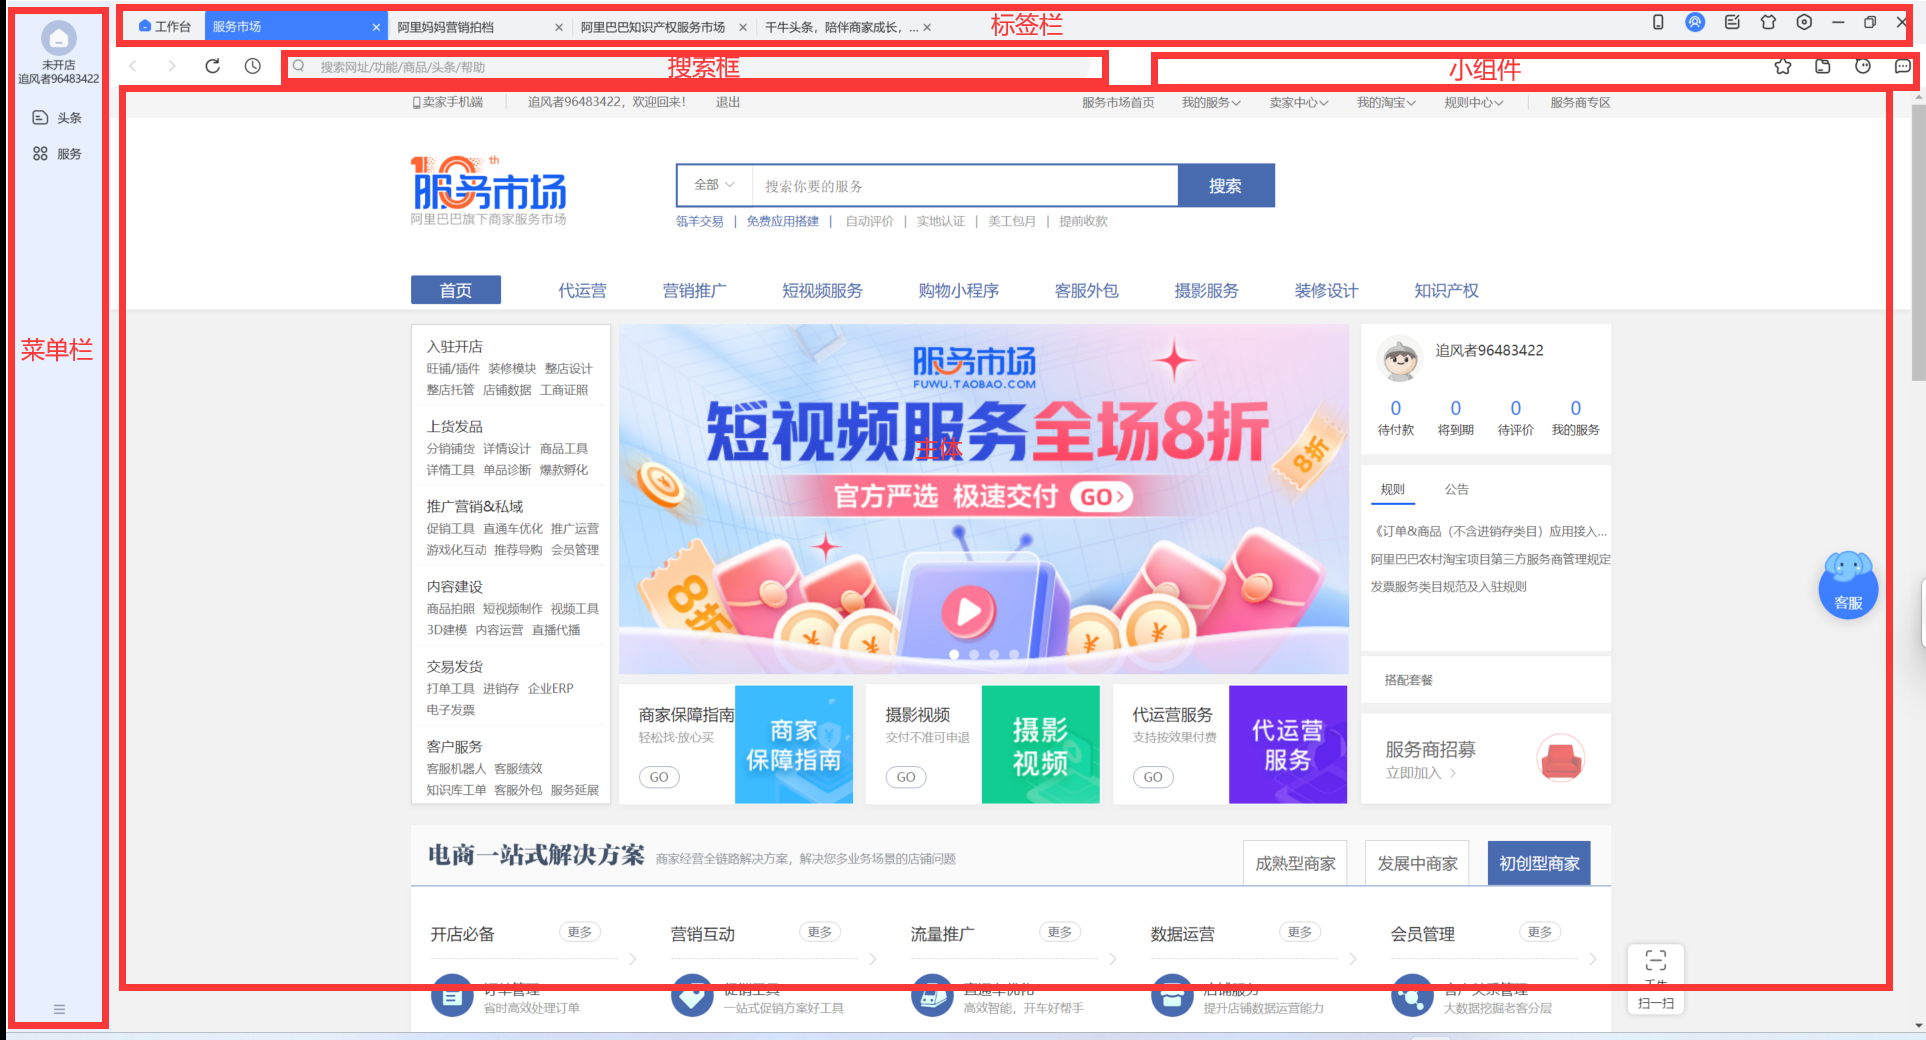 工作台
服务市场
阿里妈妈营销拍档
阿里巴巴知识产权服务市场
千牛头条，陪伴商家成长，...
标签栏
未开店
追风者96483422
头条
服务
菜单栏
搜索网址/功能/商品/头条/帮助
搜索框
小组件
卖家手机端
追风者96483422，欢迎回来！
退出
服务市场首页
我的服务
卖家中心
我的淘宝
规则中心
服务商专区
10th
服务市场
阿里巴巴旗下商家服务市场
全部
搜索你要的服务
搜索
瓴羊交易 | 免费应用搭建 | 自动评价 | 实地认证 | 美工包月 | 提前收款
首页
代运营
营销推广
短视频服务
购物小程序
客服外包
摄影服务
装修设计
知识产权
入驻开店
旺铺/插件 装修模块 整店设计
整店托管 店铺数据 工商证照
上货发品
分销铺货 详情设计 商品工具
详情工具 单品诊断 爆款孵化
推广营销&私域
促销工具 直通车优化 推广运营
游戏化互动 推荐导购 会员管理
内容建设
商品拍照 短视频制作 视频工具
3D建模 内容运营 直播代播
交易发货
打单工具 进销存 企业ERP
电子发票
客户服务
客服机器人 客服绩效
知识库工单 客服外包 服务延展
服务市场
FUWU.TAOBAO.COM
短视频服务全场8折
主体
官方严选 极速交付 GO
8折
8折
追风者96483422
0
0
0
0
待付款
将到期
待评价
我的服务
规则
公告
《订单&商品（不含进销存类目）应用接入...
阿里巴巴农村淘宝项目第三方服务商管理规定
发票服务类目规范及入驻规则
搭配套餐
服务商招募
立即加入
客服
商家保障指南
轻松找·放心买
GO
商家
保障指南
摄影视频
交付不准可申退
GO
摄影
视频
代运营服务
支持按效果付费
GO
代运营
服务
电商一站式解决方案
商家经营全链路解决方案，解决您多业务场景的店铺问题
成熟型商家
发展中商家
初创型商家
开店必备
更多
营销互动
更多
流量推广
更多
数据运营
更多
会员管理
更多
订单管理
省时高效处理订单
促销工具
一站式促销方案好工具
直通车优化
高效智能，开车好帮手
店铺服务
提升店铺数据运营能力
客户关系管理
大数据挖掘老客分层
千牛
扫一扫